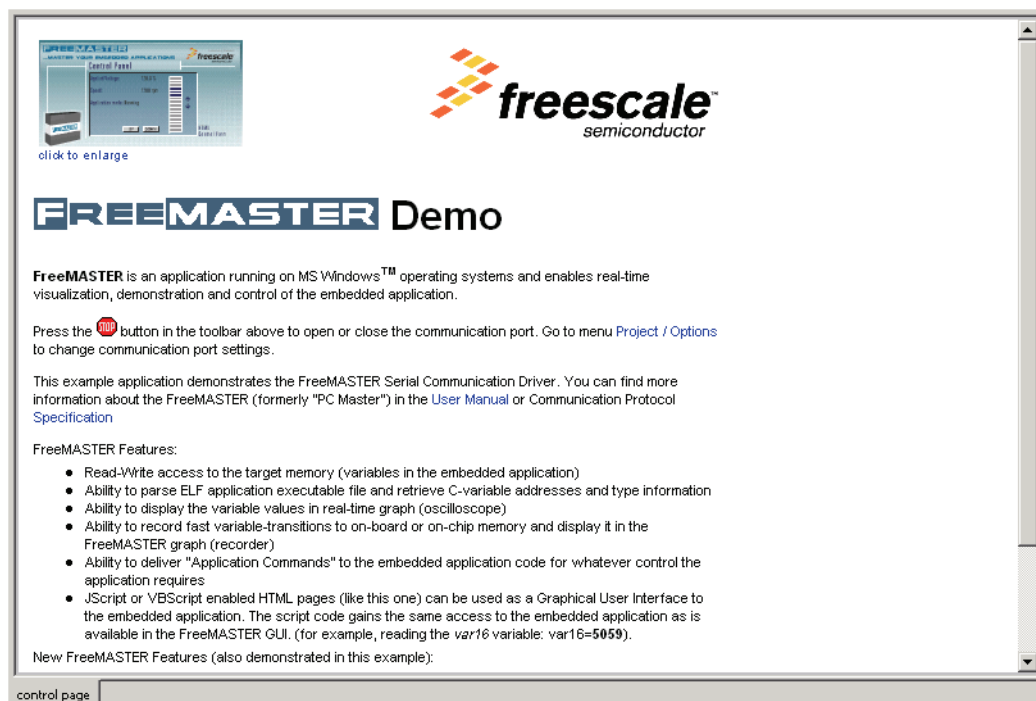 FREEMASTER
...MASTER YOUR EMBEDDED APPLICATIONS
freescale
Control Panel
click to enlarge
freescale™
semiconductor
FREEMASTER Demo
FreeMASTER is an application running on MS Windows™ operating systems and enables real-time
visualization, demonstration and control of the embedded application.
Press the STOP button in the toolbar above to open or close the communication port. Go to menu Project / Options
to change communication port settings.
This example application demonstrates the FreeMASTER Serial Communication Driver. You can find more
information about the FreeMASTER (formerly "PC Master") in the User Manual or Communication Protocol
Specification
FreeMASTER Features:
● Read-Write access to the target memory (variables in the embedded application)
● Ability to parse ELF application executable file and retrieve C-variable addresses and type information
● Ability to display the variable values in real-time graph (oscilloscope)
● Ability to record fast variable-transitions to on-board or on-chip memory and display it in the
FreeMASTER graph (recorder)
● Ability to deliver "Application Commands" to the embedded application code for whatever control the
application requires
● JScript or VBScript enabled HTML pages (like this one) can be used as a Graphical User Interface to
the embedded application. The script code gains the same access to the embedded application as is
available in the FreeMASTER GUI. (for example, reading the var16 variable: var16=5059).
New FreeMASTER Features (also demonstrated in this example):
control page